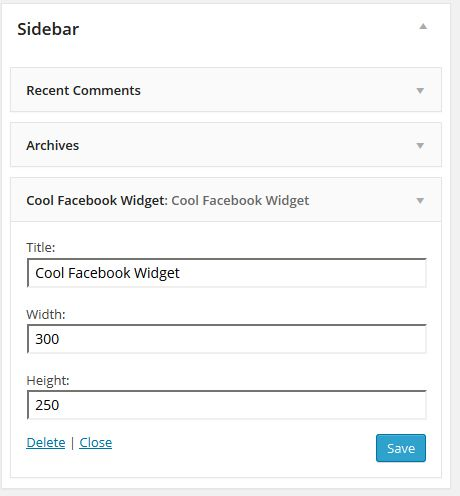 Sidebar
Recent Comments
Archives
Cool Facebook Widget: Cool Facebook Widget
Title:
Cool Facebook Widget
Width:
300
Height:
250
Delete | Close
Save